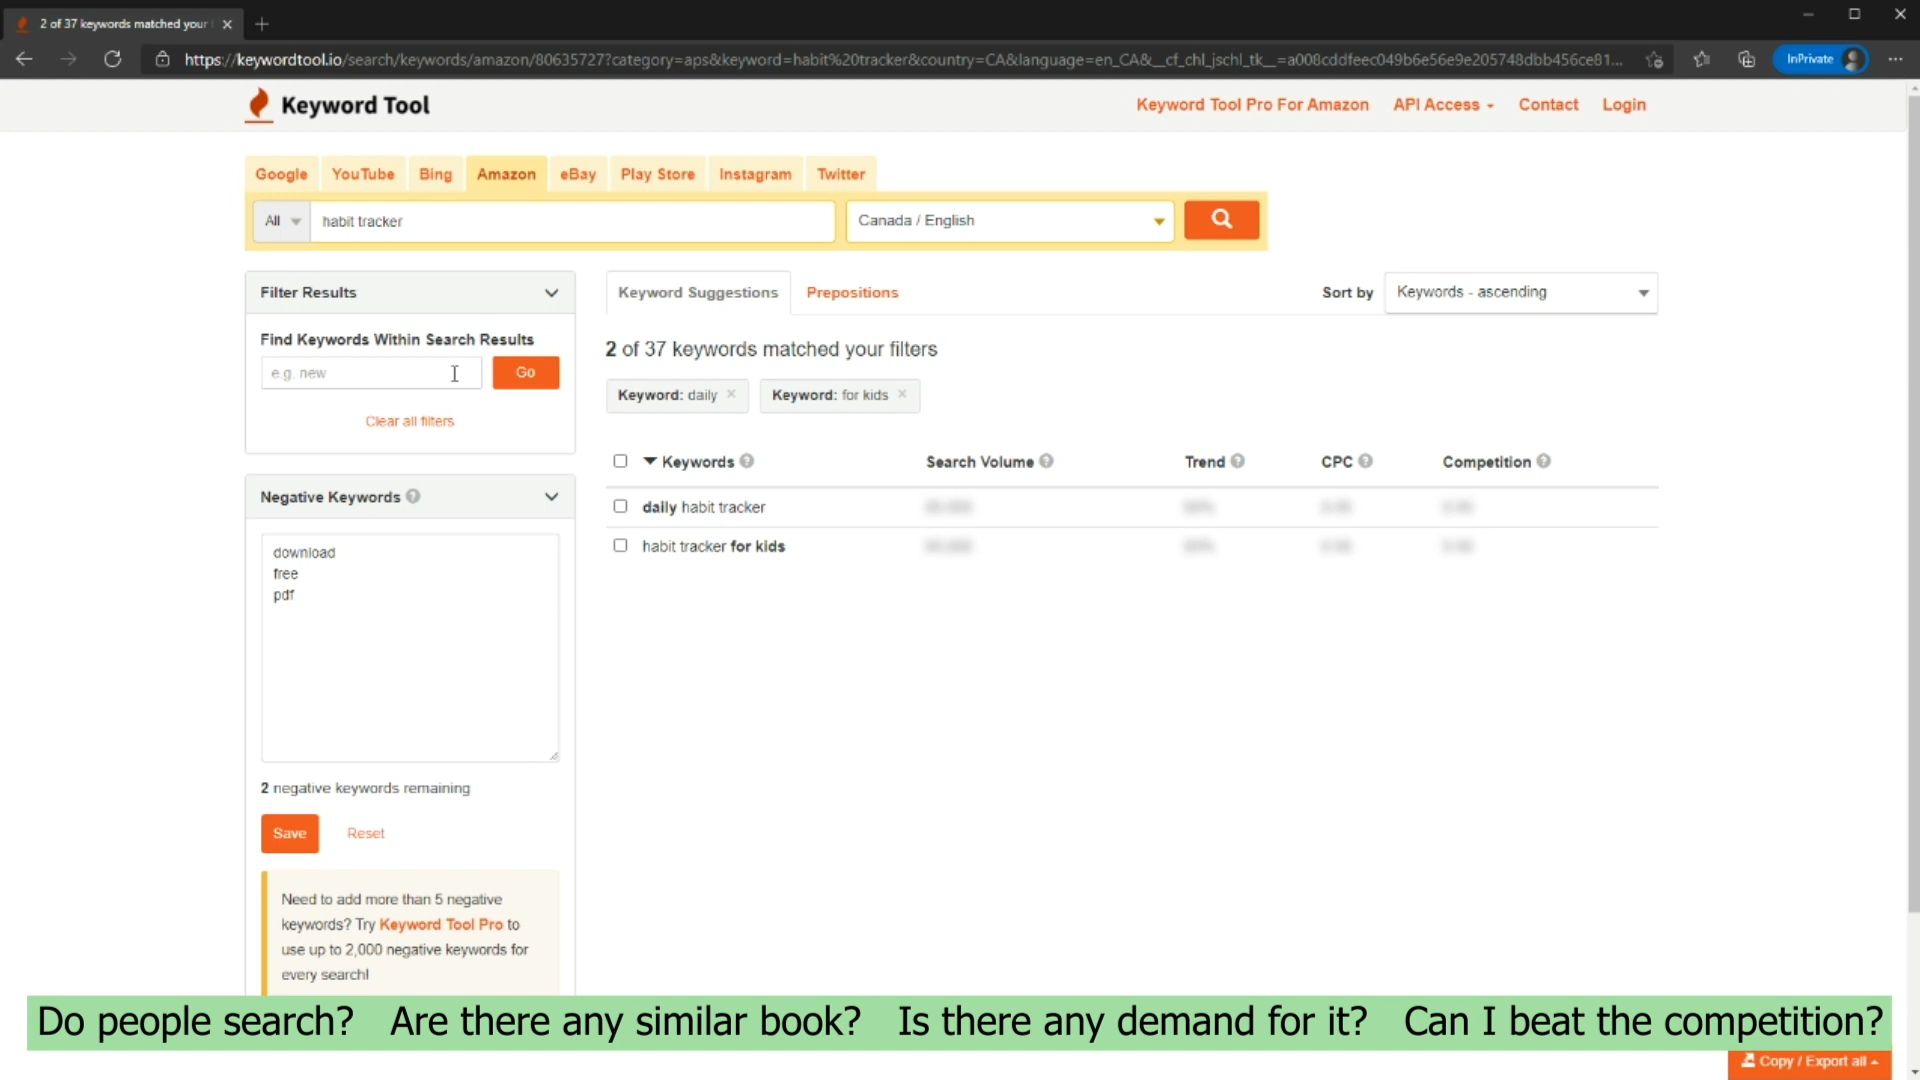 2 of 37 keywords matched your
https://keywordtool.io/search/keywords/amazon/80635727?category=aps&keyword=habit%20tracker&country=CA&language=en_CA&__cf_chl_jschl_tk__=a008cddfeec049b6e56e9e205748dbb456ce81...
InPrivate
Keyword Tool
Keyword Tool Pro For Amazon
API Access
Contact
Login
Google
YouTube
Bing
Amazon
eBay
Play Store
Instagram
Twitter
All
habit tracker
Canada / English
Filter Results
Find Keywords Within Search Results
e.g. new
Go
Clear all filters
Negative Keywords
download
free
pdf
2 negative keywords remaining
Save
Reset
Need to add more than 5 negative
keywords? Try Keyword Tool Pro to
use up to 2,000 negative keywords for
every search!
Keyword Suggestions
Prepositions
Sort by
Keywords - ascending
2 of 37 keywords matched your filters
Keyword: daily ×
Keyword: for kids ×
Keywords
Search Volume
Trend
CPC
Competition
daily habit tracker
habit tracker for kids
Do people search? Are there any similar book? Is there any demand for it? Can I beat the competition?
Copy / Export all